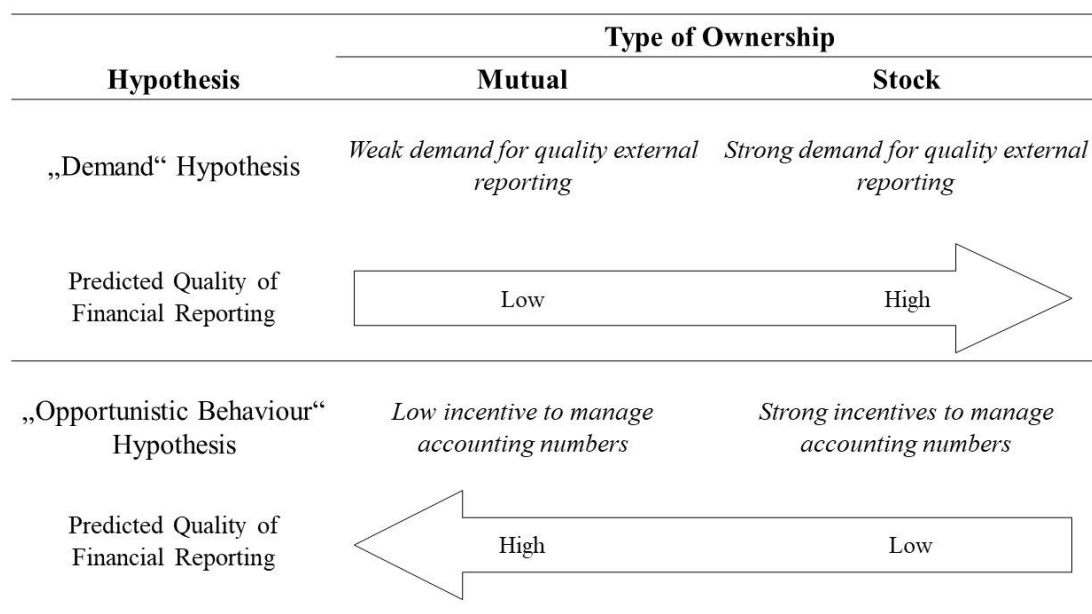 Type of Ownership
Hypothesis Mutual Stock
„Demand“ Hypothesis
Weak demand for quality external
reporting
Strong demand for quality external
reporting
Predicted Quality of
Financial Reporting
Low High
„Opportunistic Behaviour“
Hypothesis
Low incentive to manage
accounting numbers
Strong incentives to manage
accounting numbers
Predicted Quality of
Financial Reporting
High Low